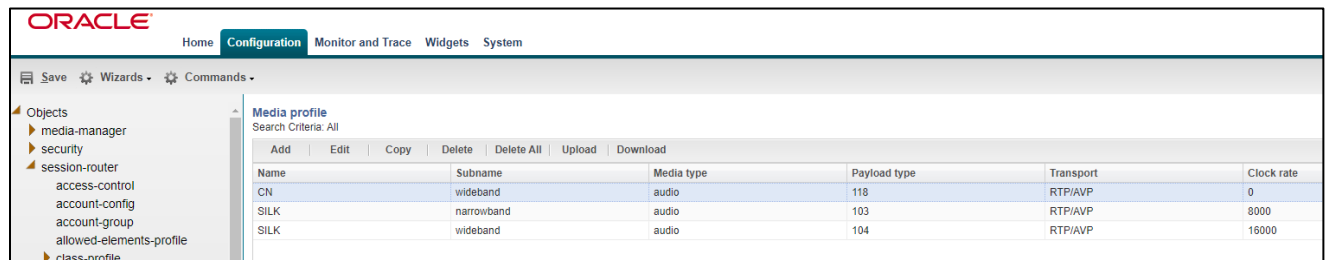 ORACLE
Home Configuration Monitor and Trace Widgets System
Save Wizards Commands
Objects
media-manager
security
session-router
access-control
account-config
account-group
allowed-elements-profile
class-profile
Media profile
Search Criteria: All
Add Edit Copy Delete Delete All Upload Download
Name Subname Media type Payload type Transport Clock rate
CN wideband audio 118 RTP/AVP 0
SILK narrowband audio 103 RTP/AVP 8000
SILK wideband audio 104 RTP/AVP 16000